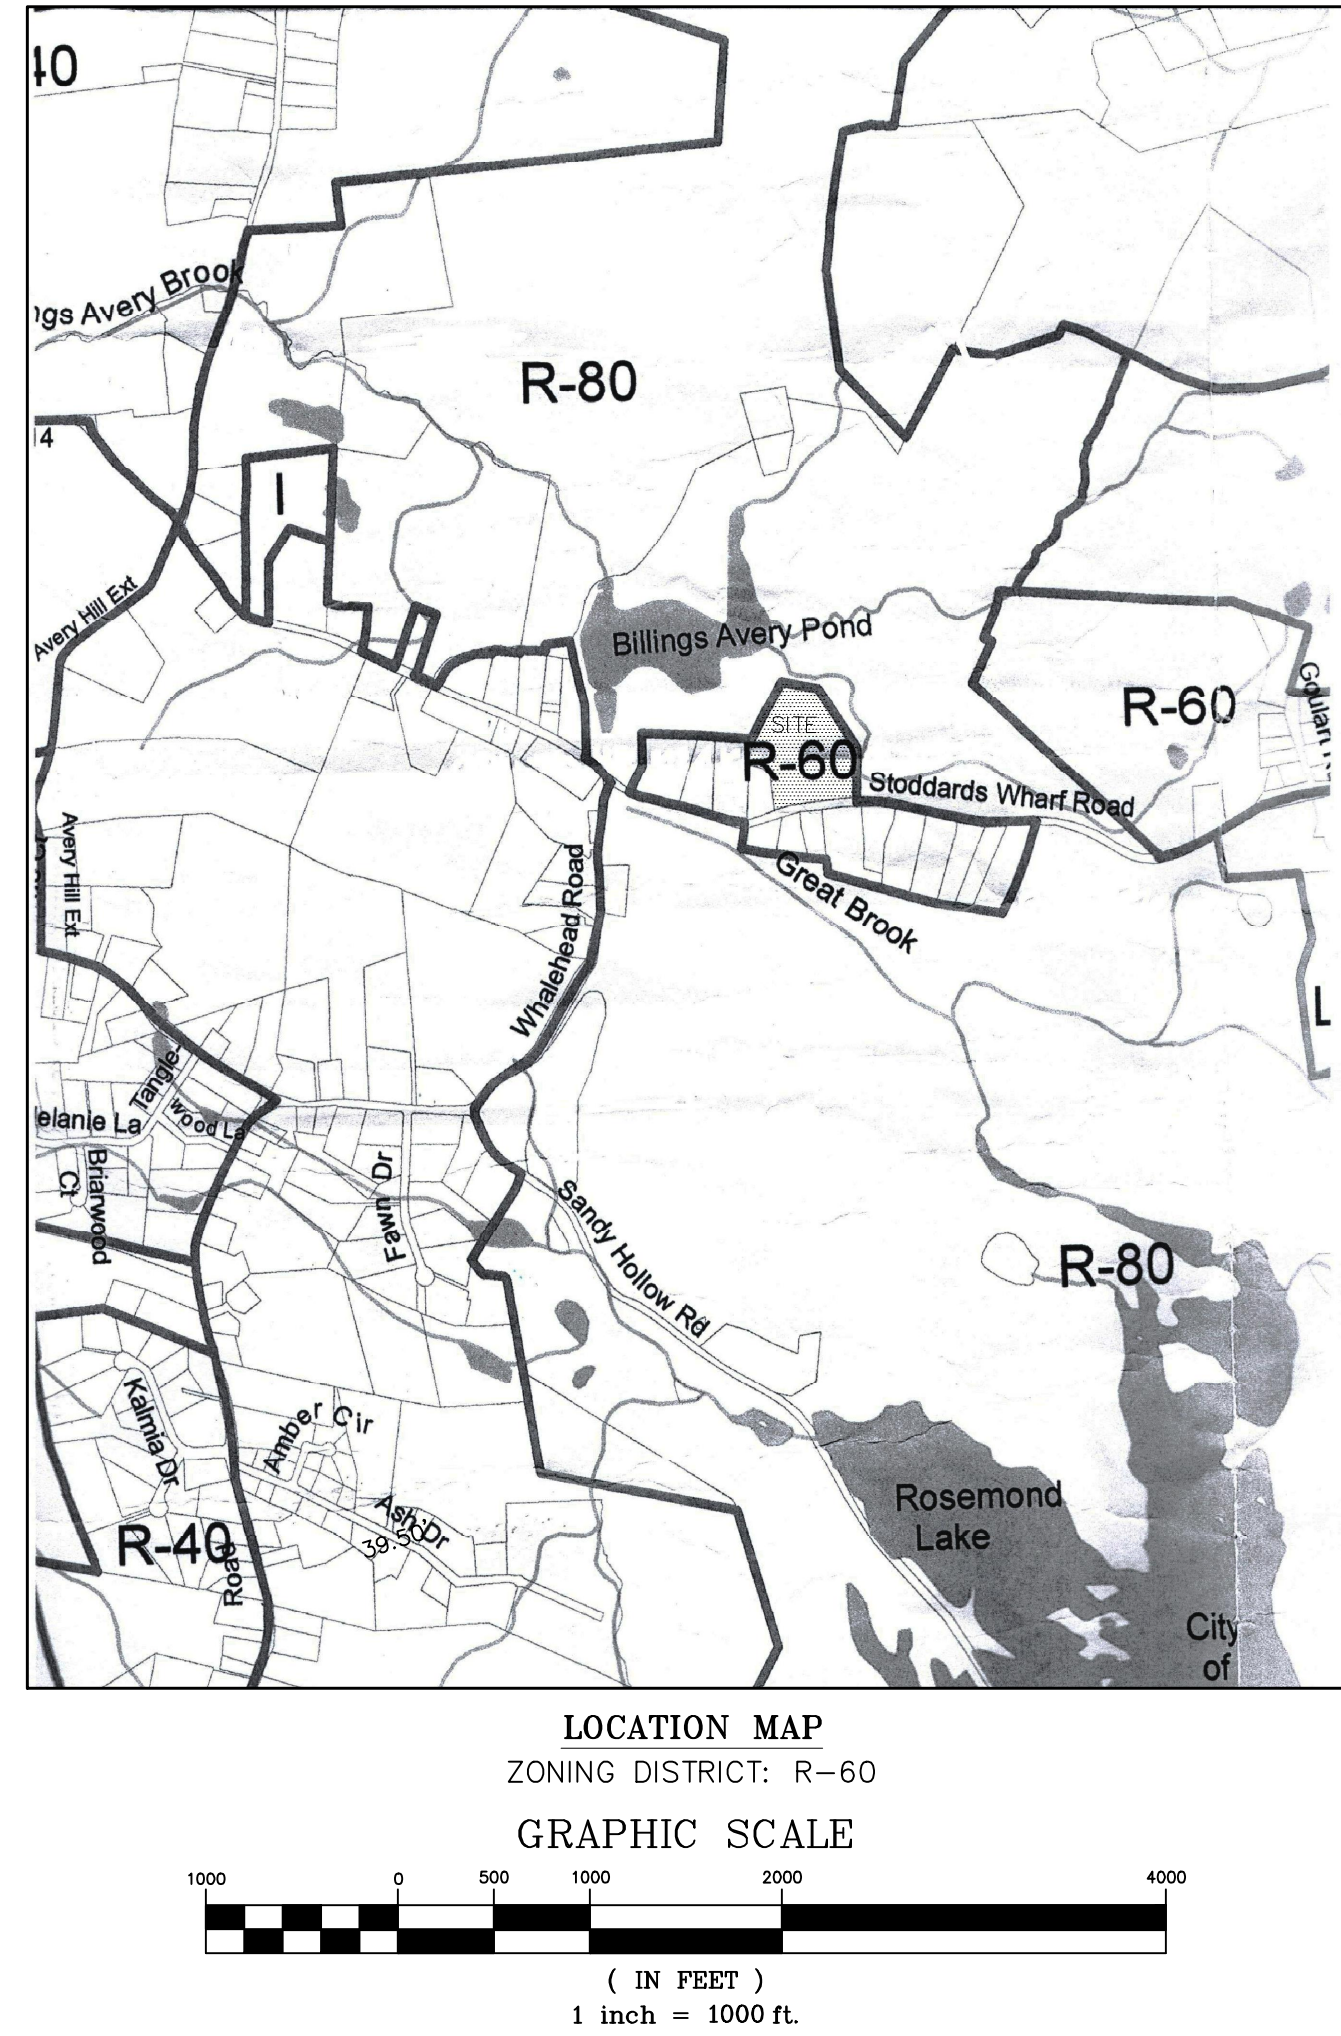 40
ngs Avery Brook
R-80
14
I
Avery Hill Ext
Billings Avery Pond
SITE
R-60
R-60
Stoddards Wharf Road
Avery Hill Ext
Great Brook
Whalehead Road
L
Tangle-
wood La
elanie La
Briarwood
Ct
Fawn Dr
Sandy Hollow Rd
R-80
Kalmia Dr
Amber Cir
Ash Dr
39.50'
R-40
Road
Rosemond
Lake
City
of
LOCATION MAP
ZONING DISTRICT: R-60
GRAPHIC SCALE
1000 0 500 1000 2000 4000
( IN FEET )
1 inch = 1000 ft.